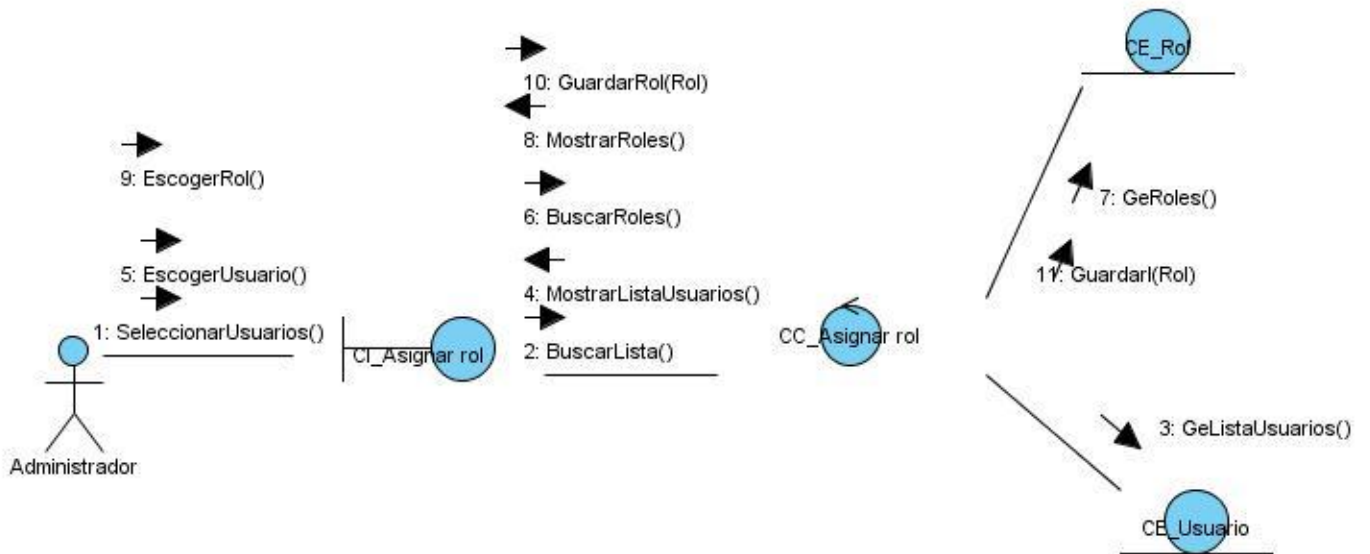 CE_Rol
10: GuardarRol(Rol)
8: MostrarRoles()
9: EscogerRol()
6: BuscarRoles()
7: GeRoles()
5: EscogerUsuario()
11: Guardarl(Rol)
4: MostrarListaUsuarios()
1: SeleccionarUsuarios()
CI_Asignar rol
2: BuscarLista()
CC_Asignar rol
3: GeListaUsuarios()
Administrador
CE_Usuario